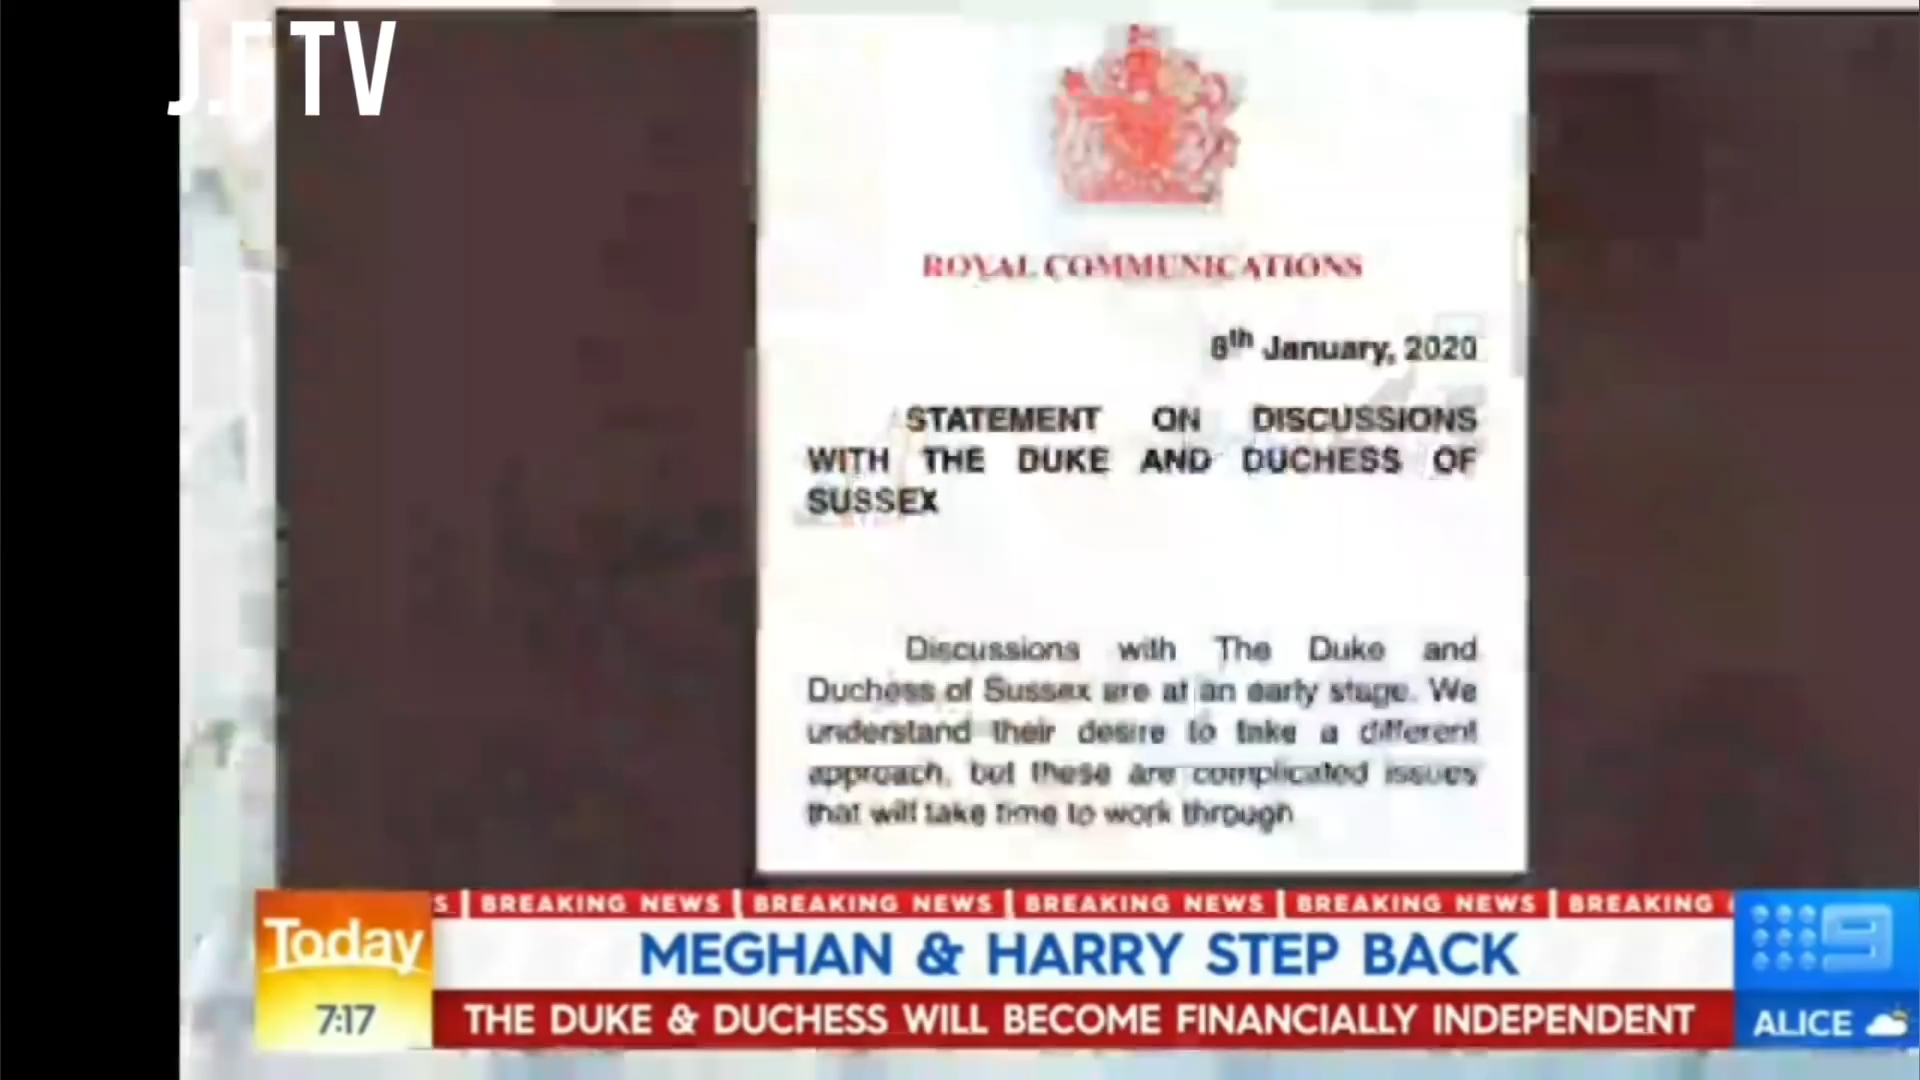 J.F TV
ROYAL COMMUNICATIONS
8th January, 2020
STATEMENT ON DISCUSSIONS
WITH THE DUKE AND DUCHESS OF
SUSSEX
Discussions with The Duke and
Duchess of Sussex are at an early stage. We
understand their desire to take a different
approach, but these are complicated issues
that will take time to work through
S | BREAKING NEWS | BREAKING NEWS | BREAKING NEWS | BREAKING NEWS | BREAKING
Today
MEGHAN & HARRY STEP BACK
9
7:17
THE DUKE & DUCHESS WILL BECOME FINANCIALLY INDEPENDENT
ALICE